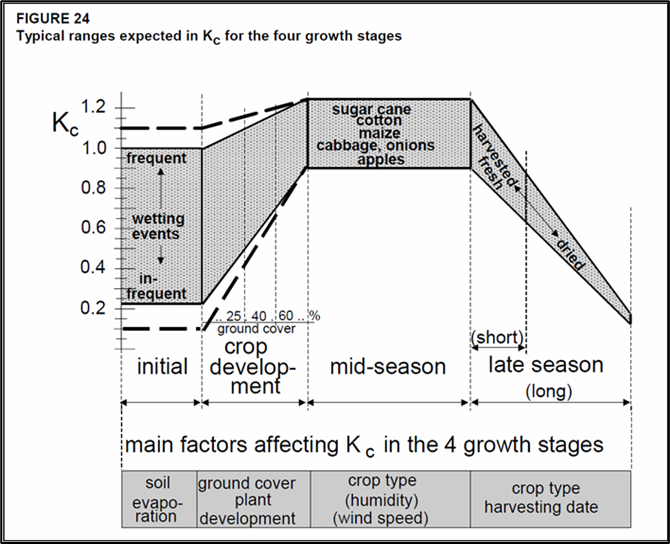 FIGURE 24
Typical ranges expected in Kc for the four growth stages
Kc
1.2
1.0
0.8
0.6
0.4
0.2
frequent
wetting
events
in-
frequent
sugar cane
cotton
maize
cabbage, onions
apples
harvested
fresh
dried
.. 25 . 40 . 60 .. %
ground cover
(short)
initial
crop
develop-
ment
mid-season
late season
(long)
main factors affecting Kc in the 4 growth stages
soil
evapo-
ration
ground cover
plant
development
crop type
(humidity)
(wind speed)
crop type
harvesting date